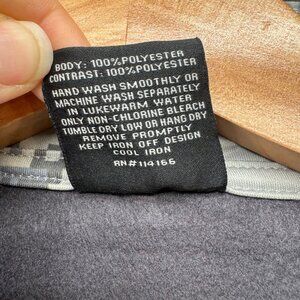 BODY: 100%POLYESTER
CONTRAST: 100%POLYESTER
HAND WASH SMOOTHLY OR
MACHINE WASH SEPARATELY
IN LUKEWARM WATER
ONLY NON-CHLORINE BLEACH
TUMBLE DRY LOW OR HANG DRY
REMOVE PROMPTLY
KEEP IRON OFF DESIGN
COOL IRON
RN#114166